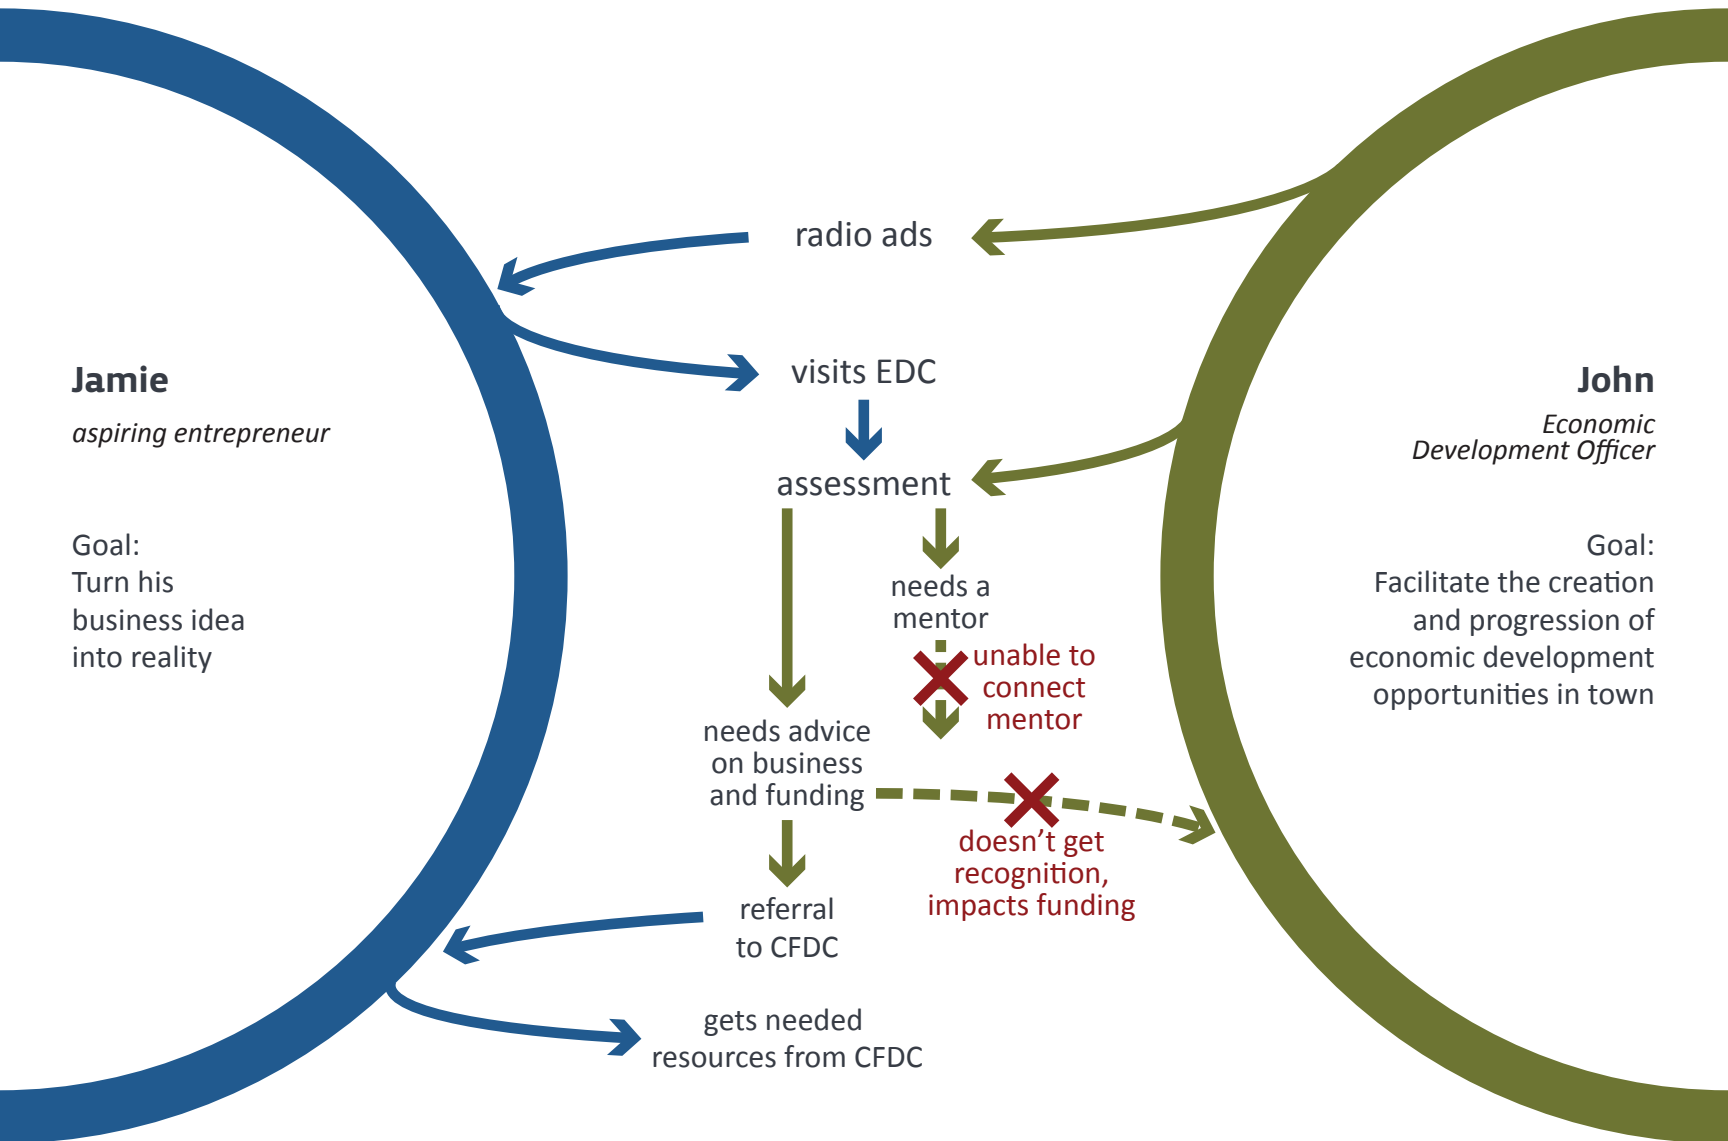 Jamie
aspiring entrepreneur
Goal:
Turn his
business idea
into reality
radio ads
visits EDC
assessment
needs a
mentor
unable to
connect
mentor
needs advice
on business
and funding
doesn't get
recognition,
impacts funding
referral
to CFDC
gets needed
resources from CFDC
John
Economic
Development Officer
Goal:
Facilitate the creation
and progression of
economic development
opportunities in town